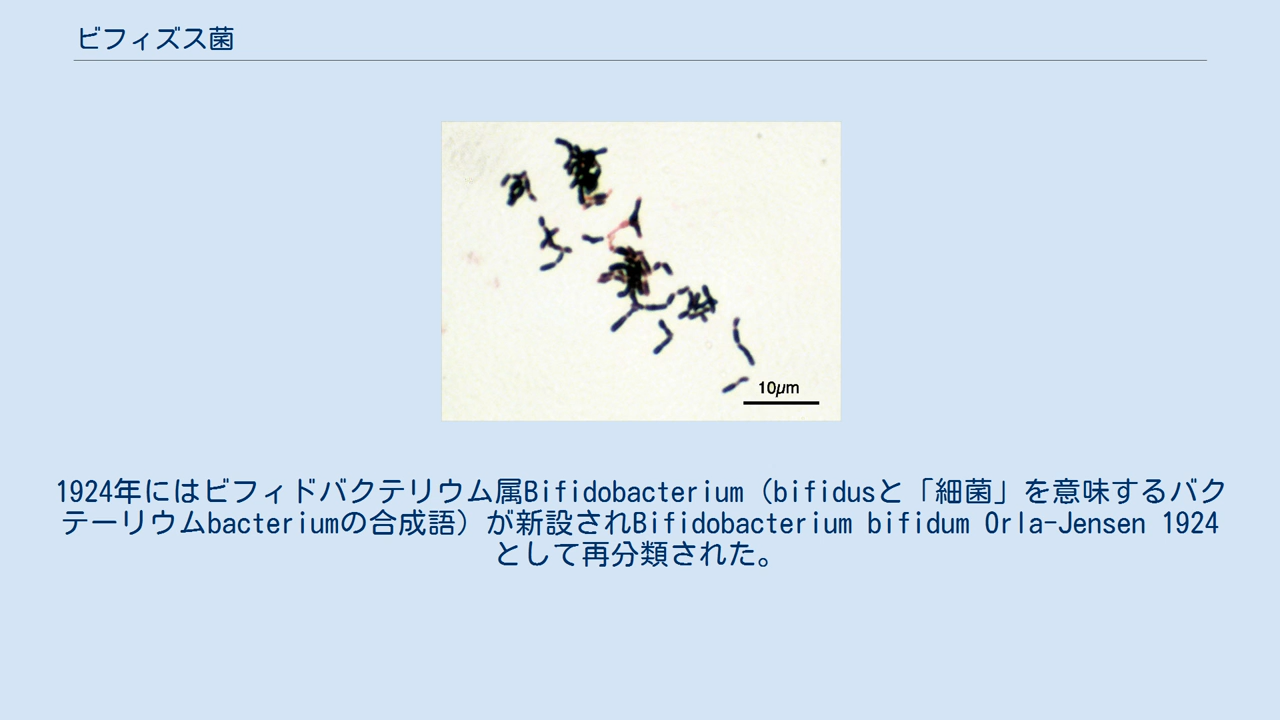 ビフィズス菌
10µm
1924年にはビフィドバクテリウム属Bifidobacterium（bifidusと「細菌」を意味するバク
テーリウムbacteriumの合成語）が新設されBifidobacterium bifidum Orla-Jensen 1924
として再分類された。